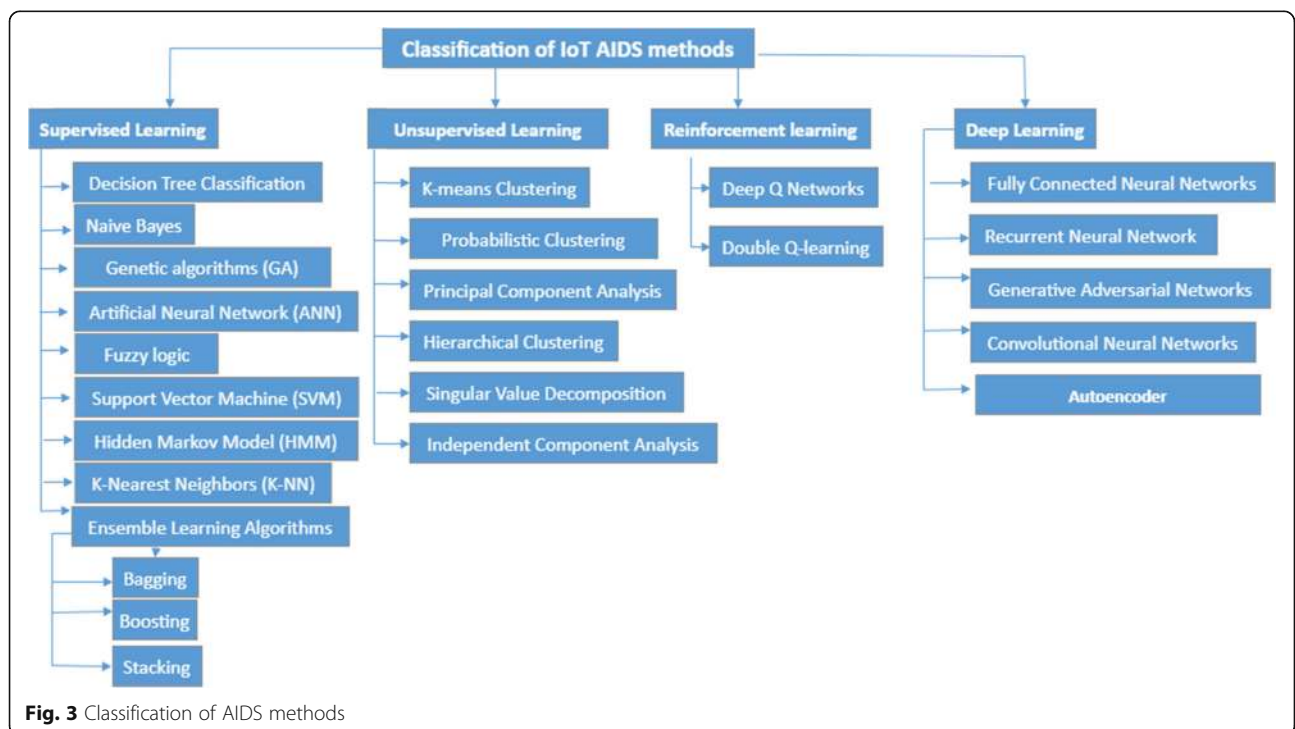 Classification of IoT AIDS methods
Supervised Learning
Decision Tree Classification
Naive Bayes
Genetic algorithms (GA)
Artificial Neural Network (ANN)
Fuzzy logic
Support Vector Machine (SVM)
Hidden Markov Model (HMM)
K-Nearest Neighbors (K-NN)
Ensemble Learning Algorithms
Bagging
Boosting
Stacking
Unsupervised Learning
K-means Clustering
Probabilistic Clustering
Principal Component Analysis
Hierarchical Clustering
Singular Value Decomposition
Independent Component Analysis
Reinforcement learning
Deep Q Networks
Double Q-learning
Deep Learning
Fully Connected Neural Networks
Recurrent Neural Network
Generative Adversarial Networks
Convolutional Neural Networks
Autoencoder
Fig. 3 Classification of AIDS methods